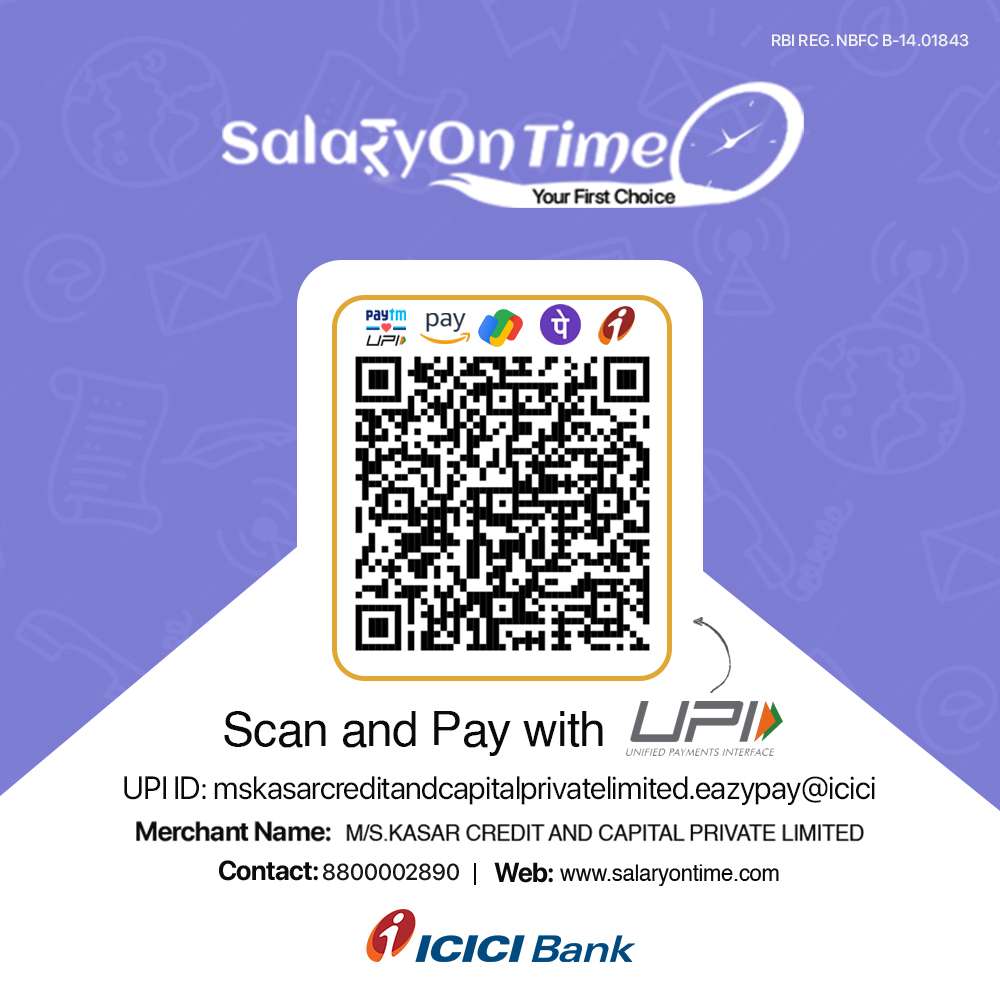 RBI REG. NBFC B-14.01843
SalaरyOn Time
Your First Choice
Paytm
UPI
pay
पे
i
Scan and Pay with UPI
UNIFIED PAYMENTS INTERFACE
UPI ID: mskasarcreditandcapitalprivatelimited.eazypay@icici
Merchant Name: M/S.KASAR CREDIT AND CAPITAL PRIVATE LIMITED
Contact: 8800002890 | Web: www.salaryontime.com
ICICI Bank